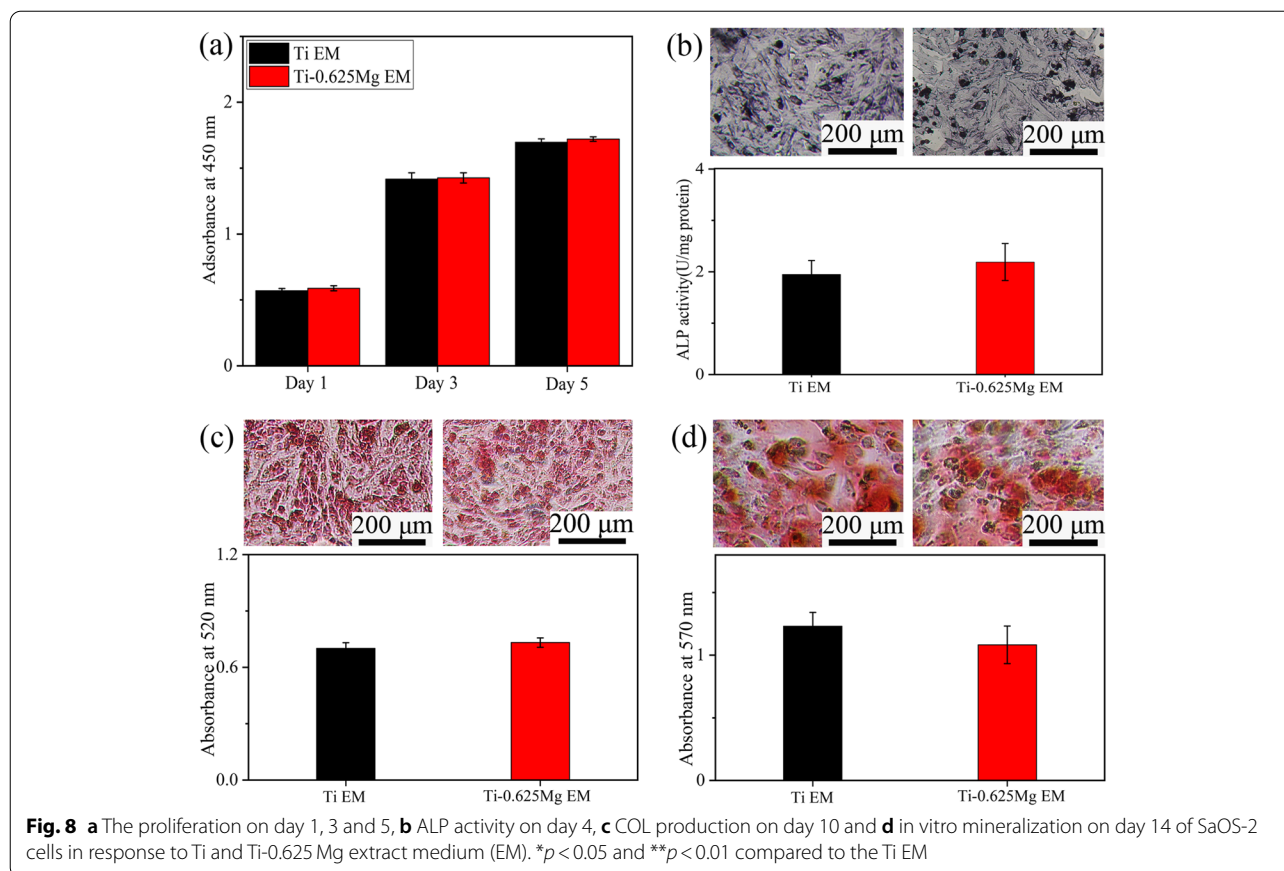 (a)
Ti EM
Ti-0.625Mg EM
Adsorbance at 450 nm
2
1
0
Day 1
Day 3
Day 5
(b)
200 μm
200 μm
ALP activity(U/mg protein)
4
2
0
Ti EM
Ti-0.625Mg EM
(c)
200 μm
200 μm
Absorbance at 520 nm
1.2
0.6
0.0
Ti EM
Ti-0.625Mg EM
(d)
200 μm
200 μm
Absorbance at 570 nm
1
0
Ti EM
Ti-0.625Mg EM
Fig. 8 a The proliferation on day 1, 3 and 5, b ALP activity on day 4, c COL production on day 10 and d in vitro mineralization on day 14 of SaOS-2
cells in response to Ti and Ti-0.625 Mg extract medium (EM). *p < 0.05 and **p < 0.01 compared to the Ti EM